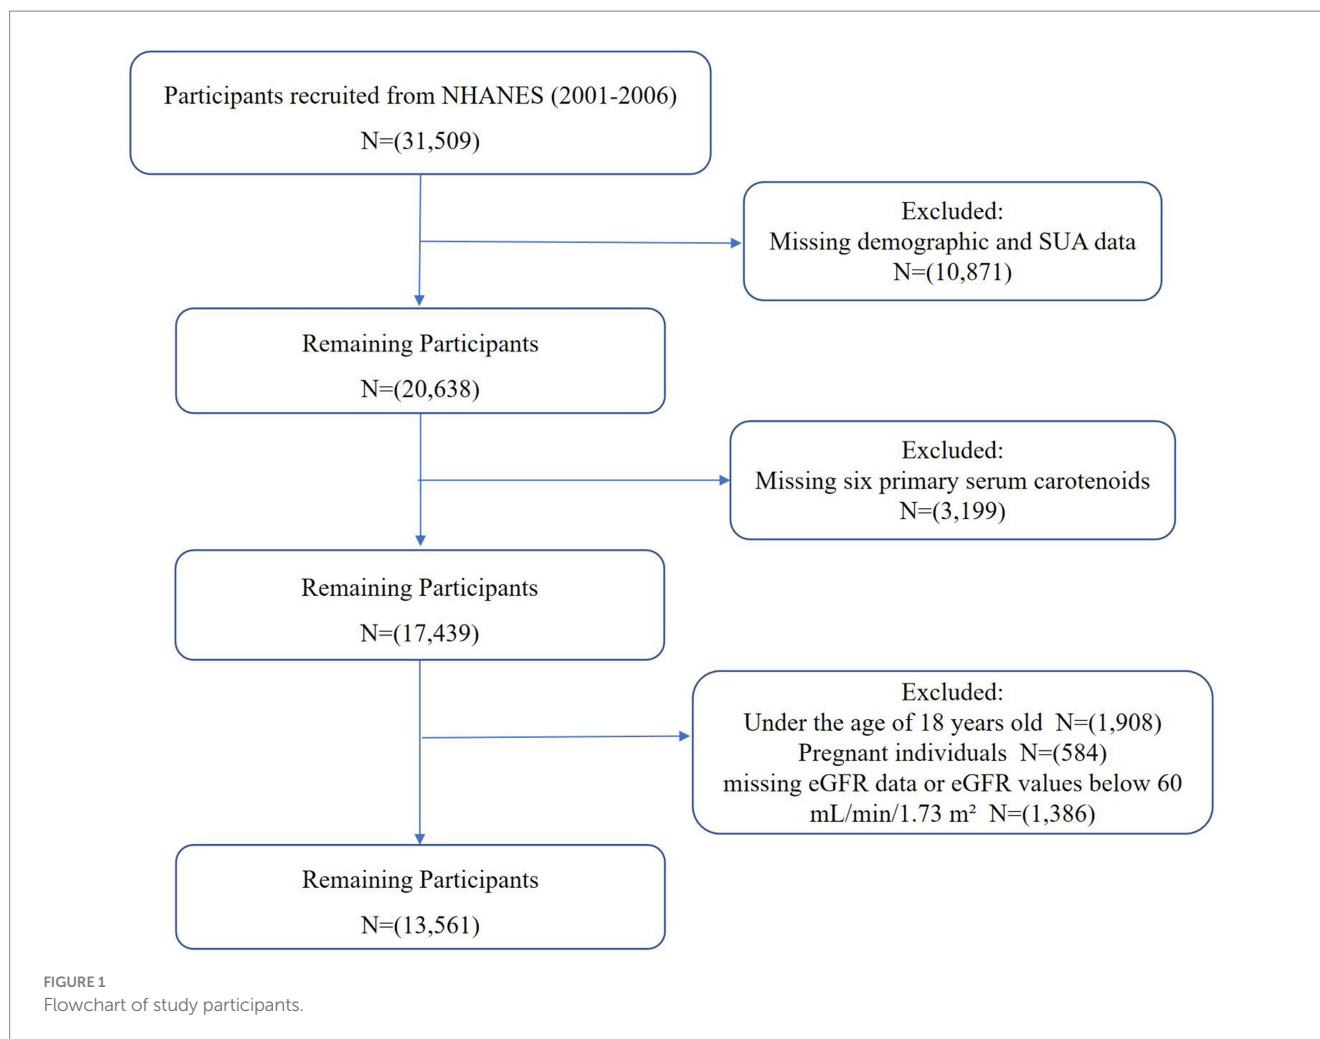 Participants recruited from NHANES (2001-2006)
N=(31,509)
Excluded:
Missing demographic and SUA data
N=(10,871)
Remaining Participants
N=(20,638)
Excluded:
Missing six primary serum carotenoids
N=(3,199)
Remaining Participants
N=(17,439)
Excluded:
Under the age of 18 years old N=(1,908)
Pregnant individuals N=(584)
missing eGFR data or eGFR values below 60
mL/min/1.73 m² N=(1,386)
Remaining Participants
N=(13,561)
FIGURE 1
Flowchart of study participants.